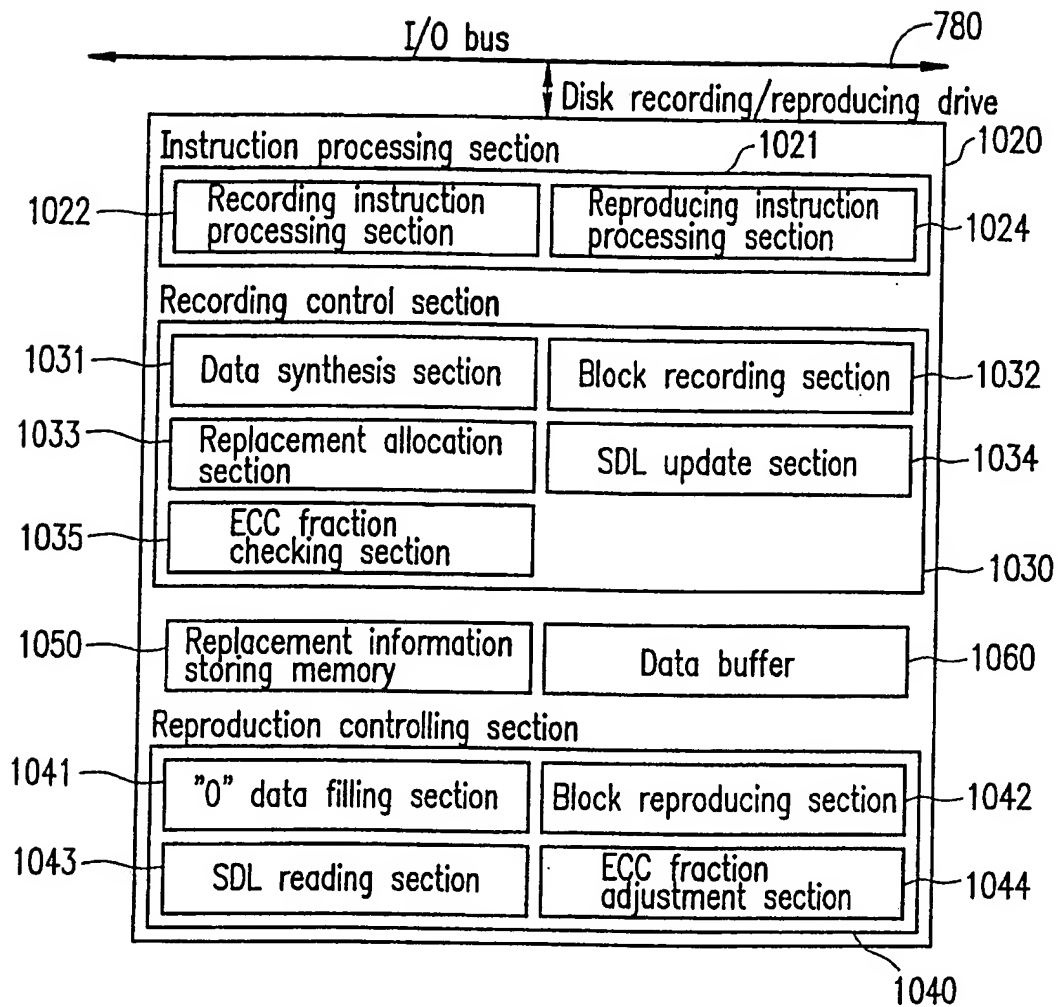 I/O bus
780
Disk recording/reproducing drive
1020
Instruction processing section
1021
1022
Recording instruction
processing section
Reproducing instruction
processing section
1024
Recording control section
1031
Data synthesis section
Block recording section
1032
1033
Replacement allocation
section
SDL update section
1034
1035
ECC fraction
checking section
1030
1050
Replacement information
storing memory
Data buffer
1060
Reproduction controlling section
1041
"0" data filling section
Block reproducing section
1042
1043
SDL reading section
ECC fraction
adjustment section
1044
1040